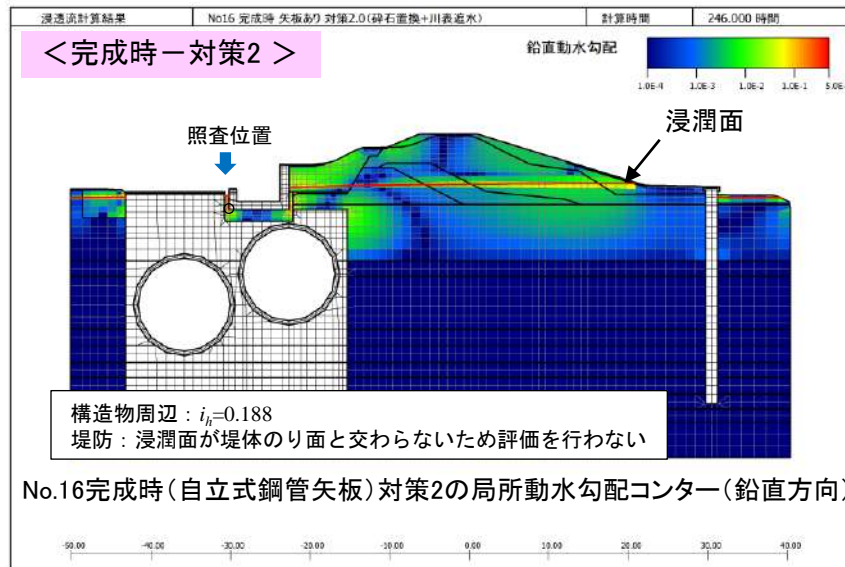 浸透流計算結果 No16 完成時 矢板あり 対策2.0(砕石置換+川表遮水) 計算時間 246.000 時間
＜完成時－対策2 ＞
鉛直動水勾配
1.0E-4 1.0E-3 1.0E-2 1.0E-1 5.0E-
照査位置
浸潤面
構造物周辺：ih=0.188
堤防：浸潤面が堤体のり面と交わらないため評価を行わない
No.16完成時(自立式鋼管矢板)対策2の局所動水勾配コンター(鉛直方向)
-50.00 -40.00 -30.00 -20.00 -10.00 0.00 10.00 20.00 30.00 40.00